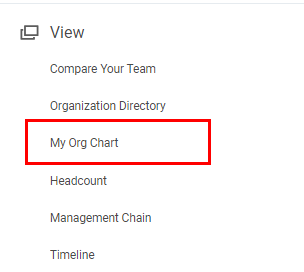 View
Compare Your Team
Organization Directory
My Org Chart
Headcount
Management Chain
Timeline